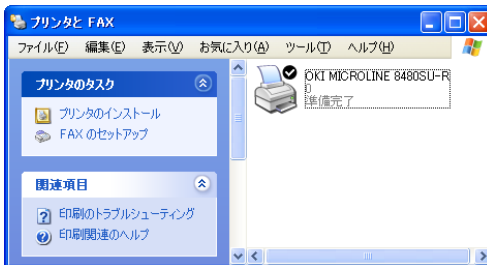 プリンタと FAX
ファイル(F) 編集(E) 表示(V) お気に入り(A) ツール(T) ヘルプ(H)
プリンタのタスク
プリンタのインストール
FAX のセットアップ
関連項目
印刷のトラブルシューティング
印刷関連のヘルプ
OKI MICROLINE 8480SU-R
0
準備完了